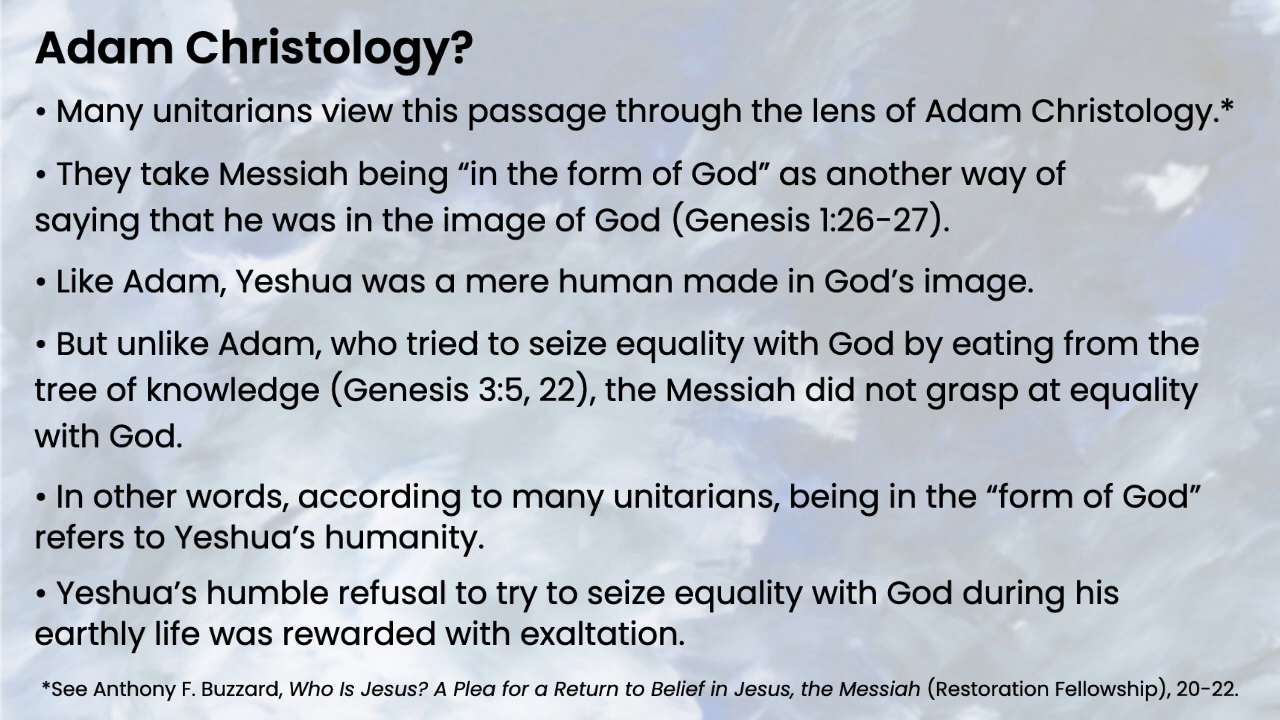 Adam Christology?
• Many unitarians view this passage through the lens of Adam Christology.*
• They take Messiah being “in the form of God” as another way of
saying that he was in the image of God (Genesis 1:26-27).
• Like Adam, Yeshua was a mere human made in God’s image.
• But unlike Adam, who tried to seize equality with God by eating from the
tree of knowledge (Genesis 3:5, 22), the Messiah did not grasp at equality
with God.
• In other words, according to many unitarians, being in the “form of God”
refers to Yeshua’s humanity.
• Yeshua’s humble refusal to try to seize equality with God during his
earthly life was rewarded with exaltation.
*See Anthony F. Buzzard, Who Is Jesus? A Plea for a Return to Belief in Jesus, the Messiah (Restoration Fellowship), 20-22.